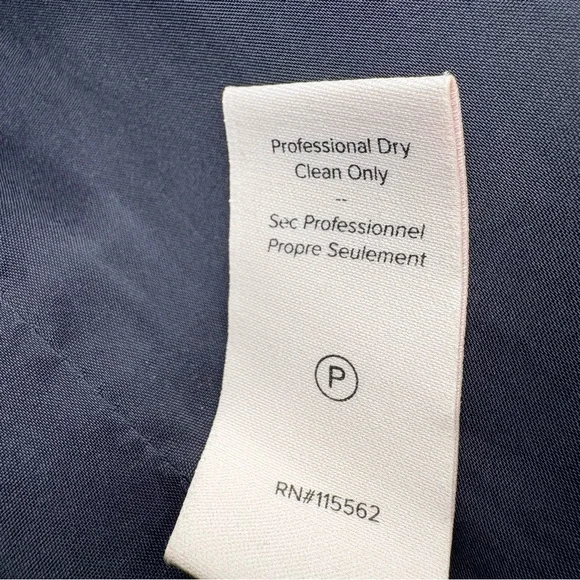 Professional Dry
Clean Only
--
Sec Professionnel
Propre Seulement
P
RN#115562